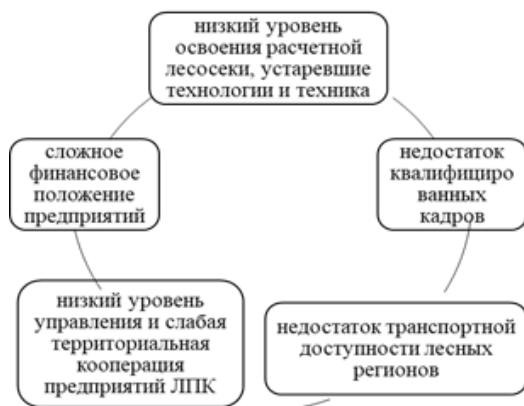 низкий уровень
освоения расчетной
лесосеки, устаревшие
технологии и техника
сложное
финансовое
положение
предприятий
недостаток
квалифициро
ванных
кадров
низкий уровень
управления и слабая
территориальная
кооперация
предприятий ЛПК
недостаток транспортной
доступности лесных
регионов